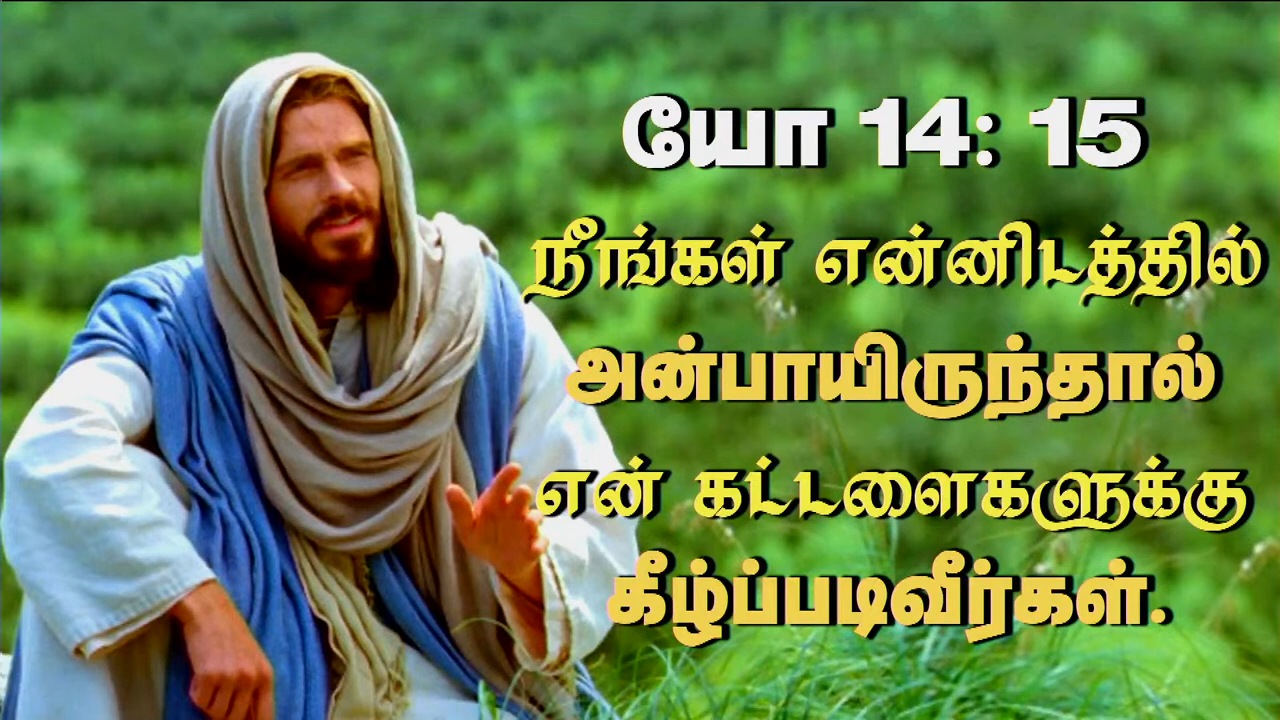 யோ 14: 15
நீங்கள் என்னிடத்தில்
அன்பாயிருந்தால்
என் கட்டளைகளுக்கு
கீழ்ப்படிவீர்கள்.